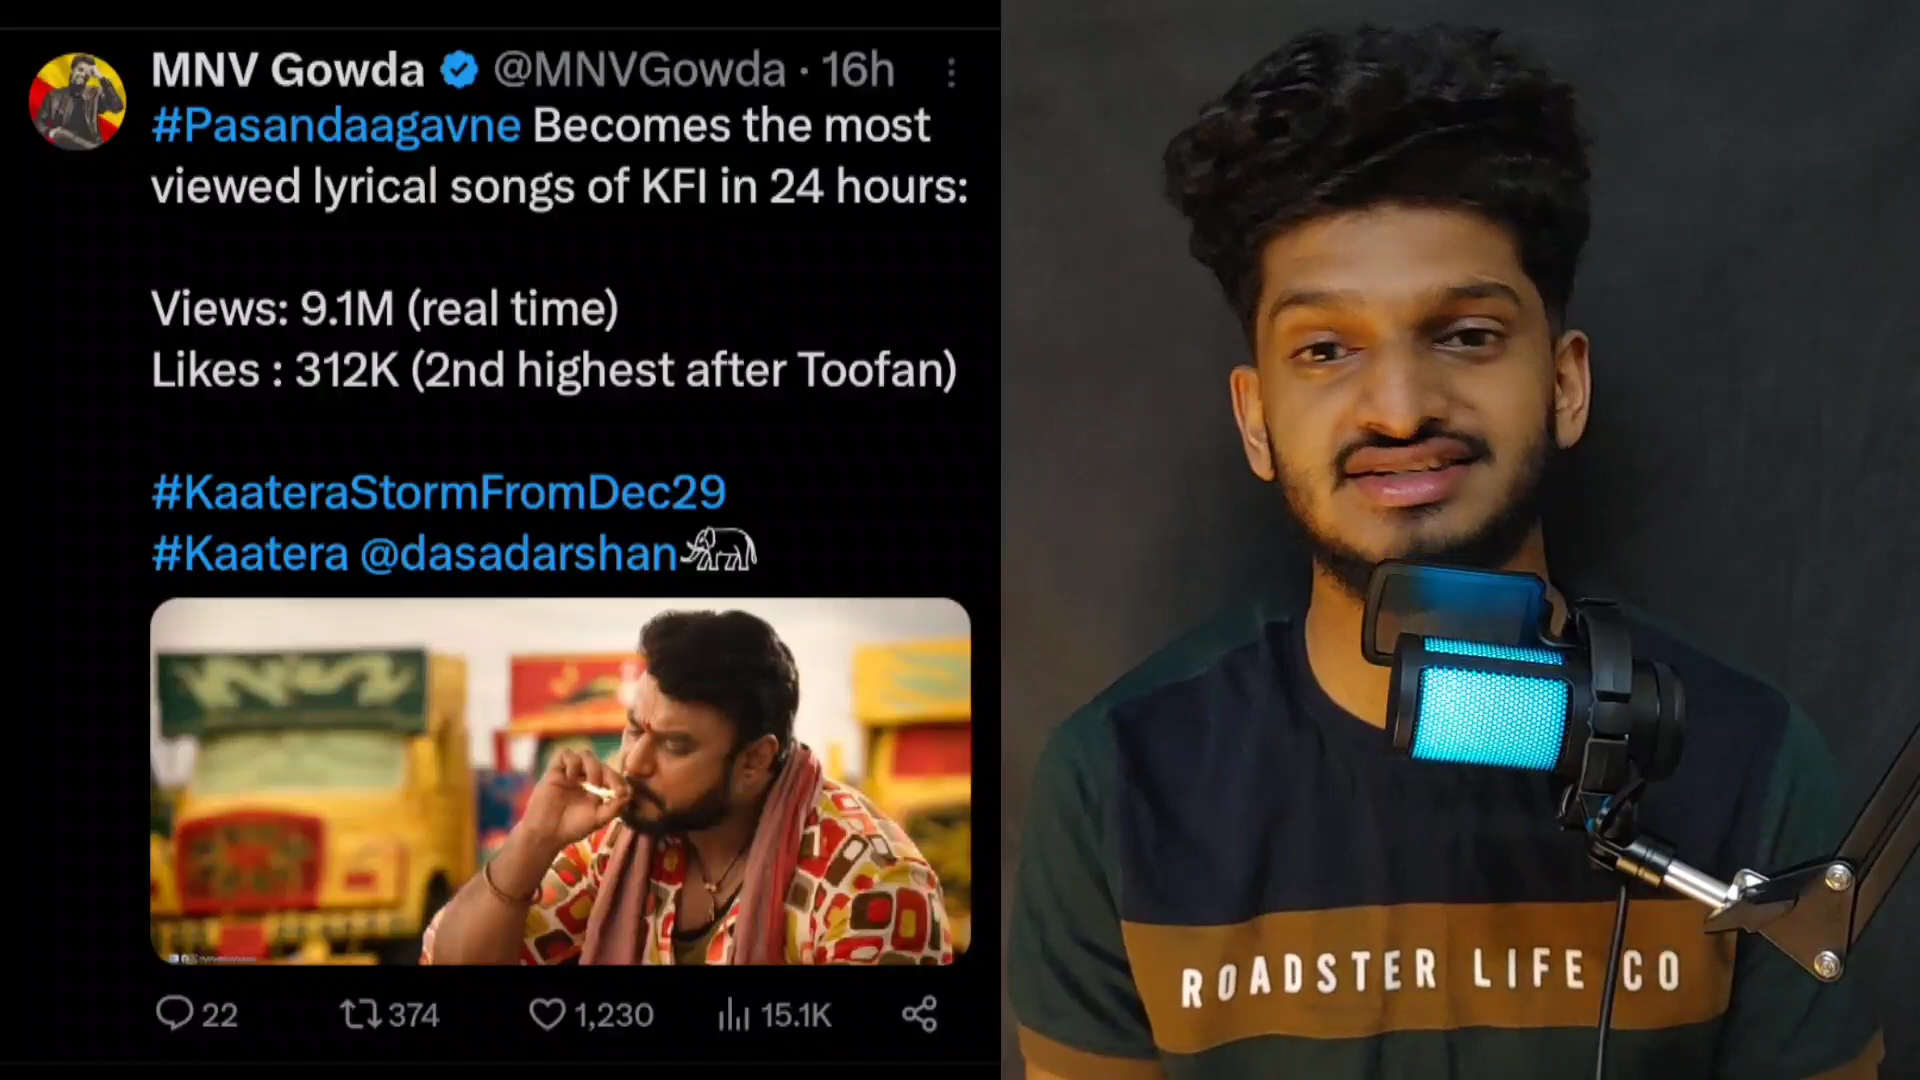 MNV Gowda @MNVGowda · 16h
#Pasandaagavne Becomes the most
viewed lyrical songs of KFI in 24 hours:
Views: 9.1M (real time)
Likes : 312K (2nd highest after Toofan)
#KaateraStormFromDec29
#Kaatera @dasadarshan
22 374 1,230 15.1K
ROADSTER LIFE CO